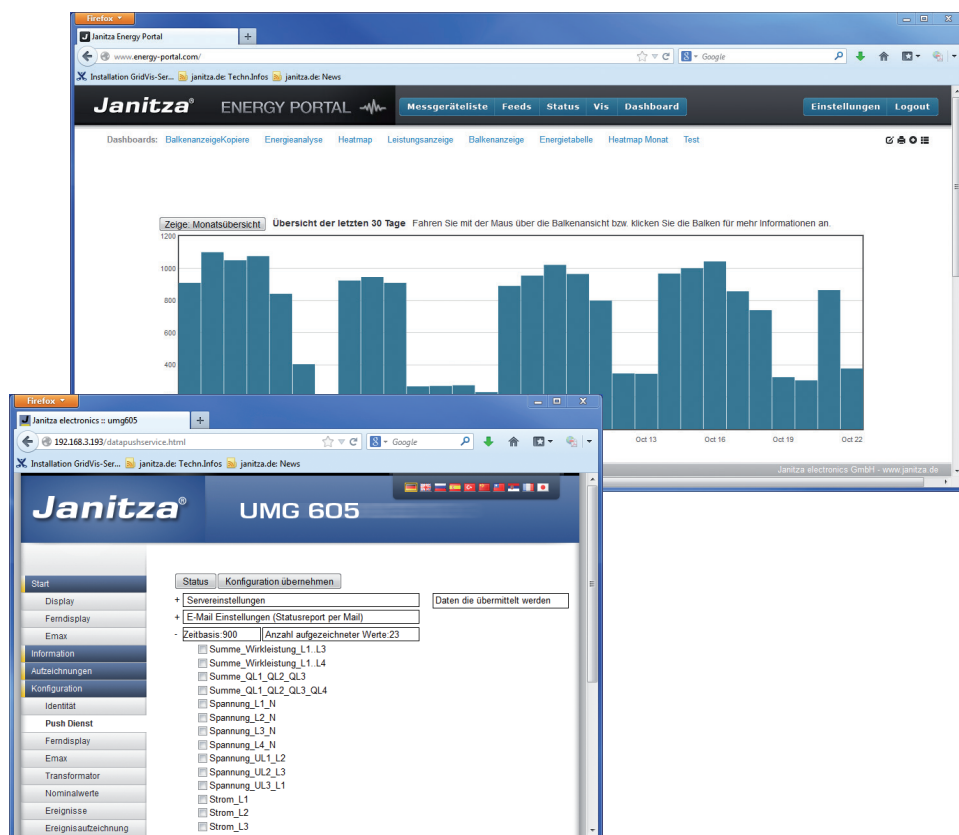 Firefox
Janitza Energy Portal
www.energy-portal.com/
Google
Installation GridVis-Ser... janitza.de: Techn.Infos janitza.de: News
Janitza® ENERGY PORTAL Messgeräteliste Feeds Status Vis Dashboard Einstellungen Logout
Dashboards: BalkenanzeigeKopiere Energieanalyse Heatmap Leistungsanzeige Balkenanzeige Energietabelle Heatmap Monat Test
Zeige: Monatsübersicht Übersicht der letzten 30 Tage Fahren Sie mit der Maus über die Balkenansicht bzw. klicken Sie die Balken für mehr Informationen an.
1200
1000
800
600
400
Oct 13 Oct 16 Oct 19 Oct 22
Janitza electronics GmbH - www.janitza.de
Firefox
Janitza electronics :: umg605
192.168.3.193/datapushservice.html
Google
Installation GridVis-Ser... janitza.de: Techn.Infos janitza.de: News
Janitza® UMG 605
Start
Display
Ferndisplay
Emax
Information
Aufzeichnungen
Konfiguration
Identität
Push Dienst
Ferndisplay
Emax
Transformator
Nominalwerte
Ereignisse
Ereignisaufzeichnung
Status Konfiguration übernehmen
+ Servereinstellungen
Daten die übermittelt werden
+ E-Mail Einstellungen (Statusreport per Mail)
- Zeitbasis:900 Anzahl aufgezeichneter Werte:23
Summe_Wirkleistung_L1..L3
Summe_Wirkleistung_L1..L4
Summe_QL1_QL2_QL3
Summe_QL1_QL2_QL3_QL4
Spannung_L1_N
Spannung_L2_N
Spannung_L3_N
Spannung_L4_N
Spannung_UL1_L2
Spannung_UL2_L3
Spannung_UL3_L1
Strom_L1
Strom_L2
Strom_L3